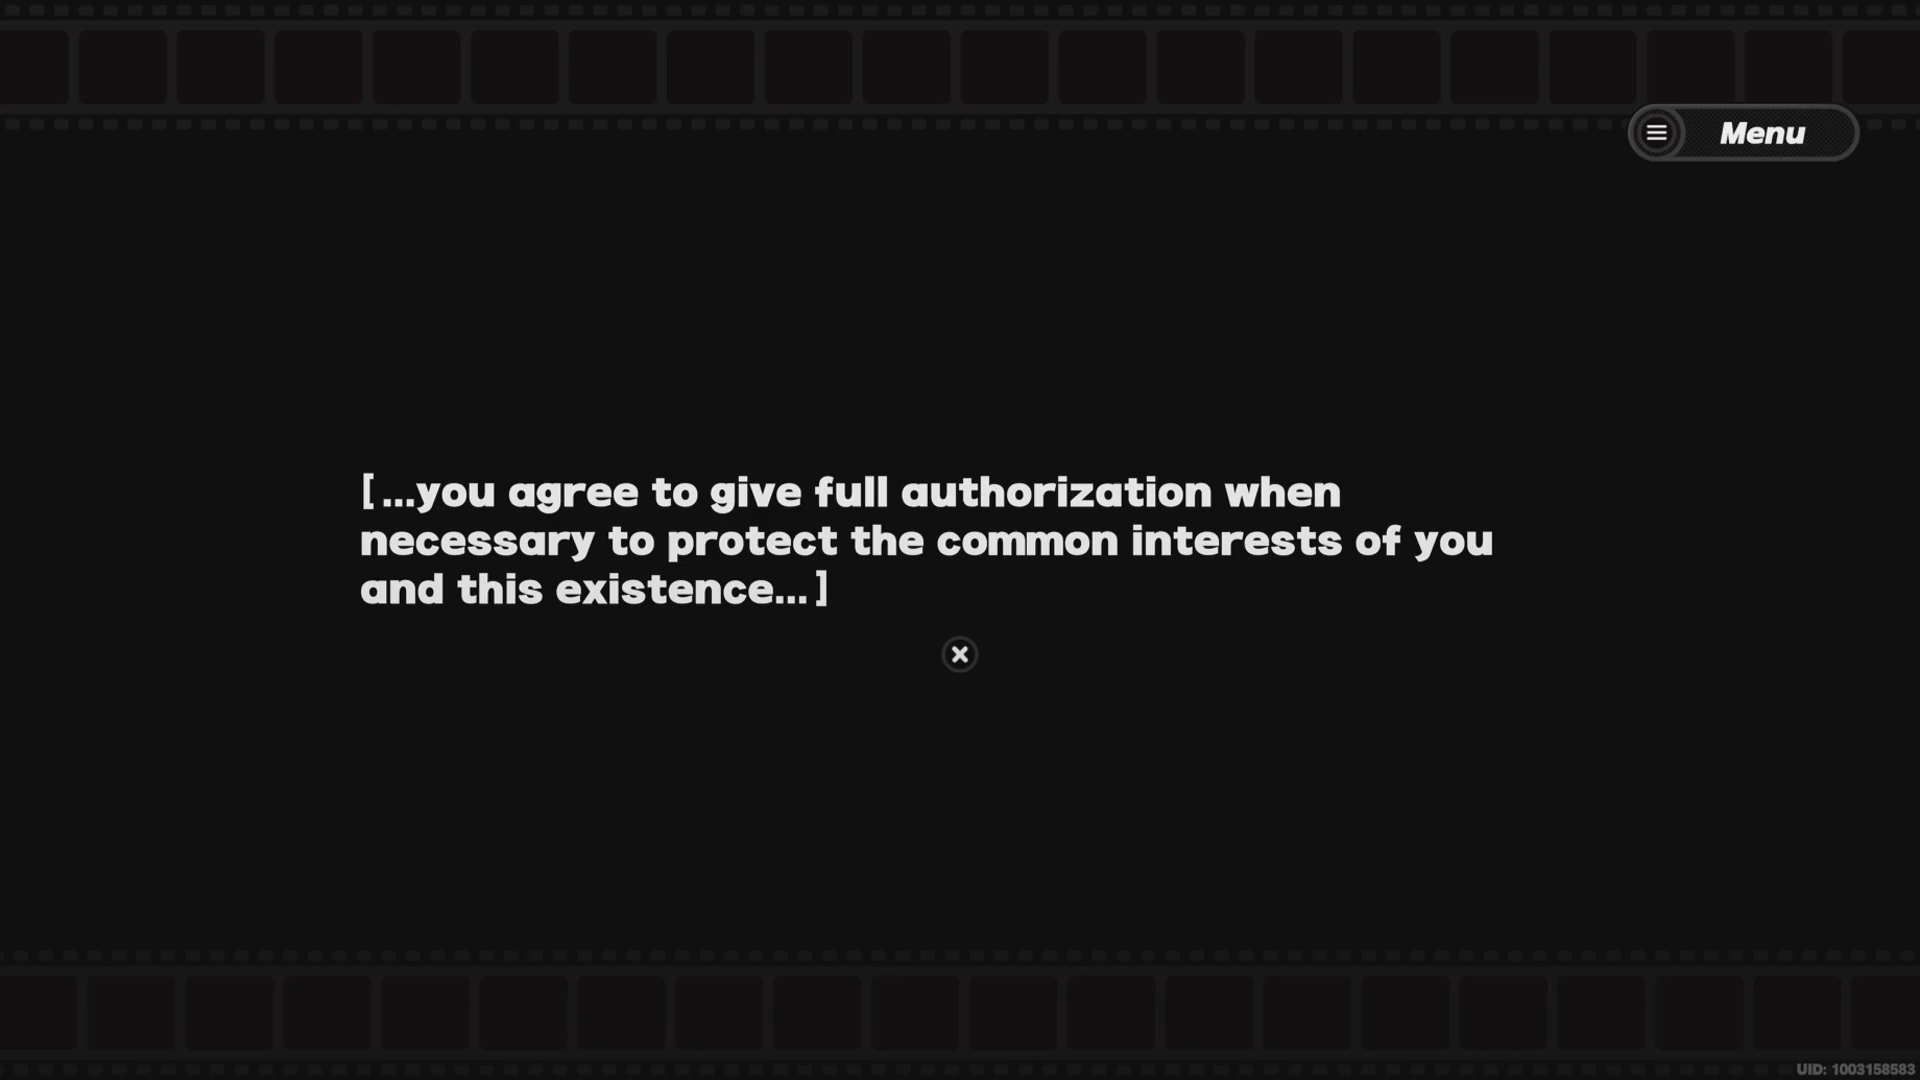 Menu
[...you agree to give full authorization when
necessary to protect the common interests of you
and this existence...]
UID: 1003158583